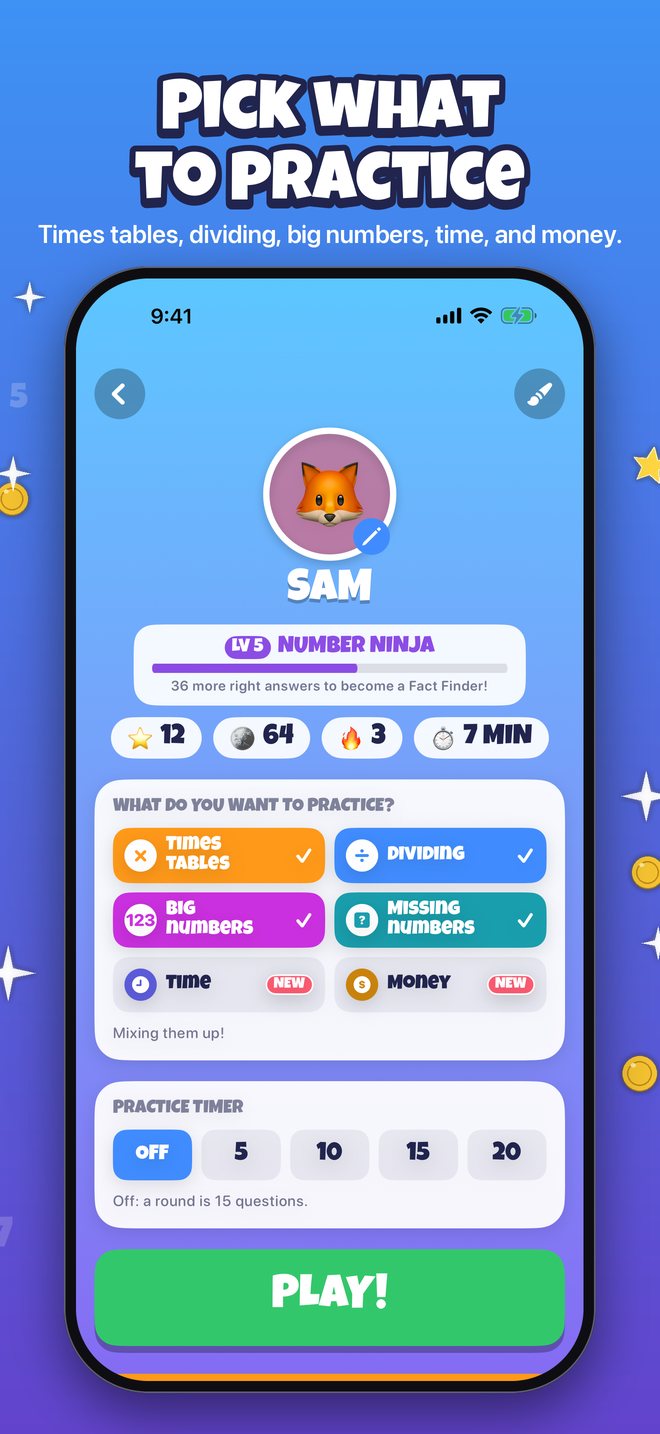 PICK WHAT
TO PRACTICE
Times tables, dividing, big numbers, time, and money.
9:41
5
SAM
LV 5 NUMBER NINJA
36 more right answers to become a Fact Finder!
12 64 3 7 MIN
WHAT DO YOU WANT TO PRACTICE?
Times
Tables
Dividing
123 Big
Numbers
? Missing
Numbers
Time NEW
$ Money NEW
Mixing them up!
PRACTICE TIMER
OFF 5 10 15 20
Off: a round is 15 questions.
7
PLAY!